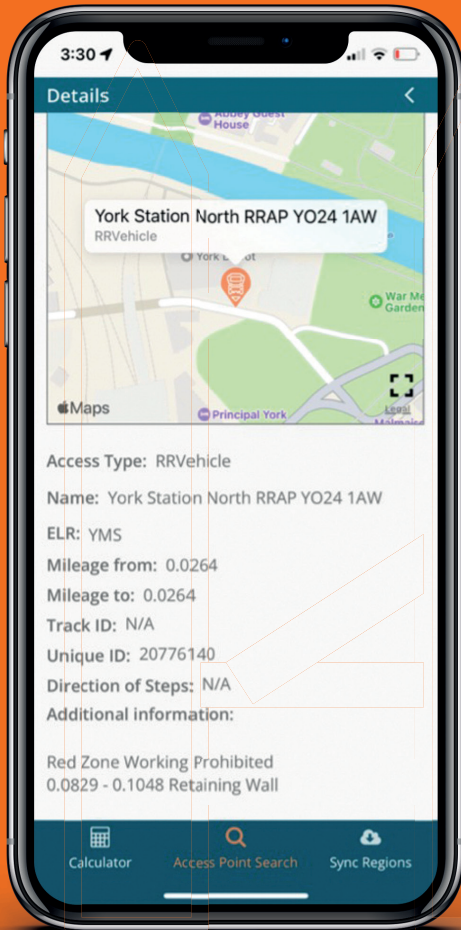 3:30
Details
Abbey Guest
House
York Station North RRAP YO24 1AW
RRVehicle
York
War Me
Garden
Maps
Principal York
Legal
Malmais
Access Type: RRVehicle
Name: York Station North RRAP YO24 1AW
ELR: YMS
Mileage from: 0.0264
Mileage to: 0.0264
Track ID: N/A
Unique ID: 20776140
Direction of Steps: N/A
Additional information:
Red Zone Working Prohibited
0.0829 - 0.1048 Retaining Wall
Calculator
Access Point Search
Sync Regions